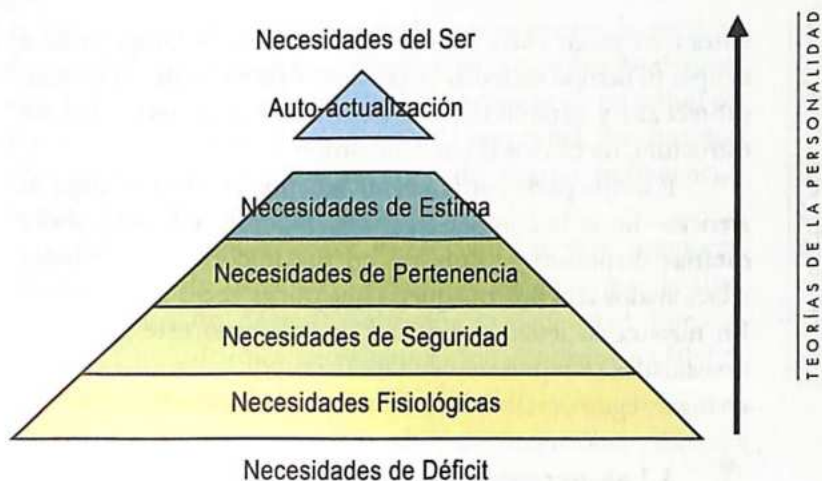 Necesidades del Ser
Auto-actualización
Necesidades de Estima
Necesidades de Pertenencia
Necesidades de Seguridad
Necesidades Fisiológicas
Necesidades de Déficit
TEORÍAS DE LA PERSONALIDAD